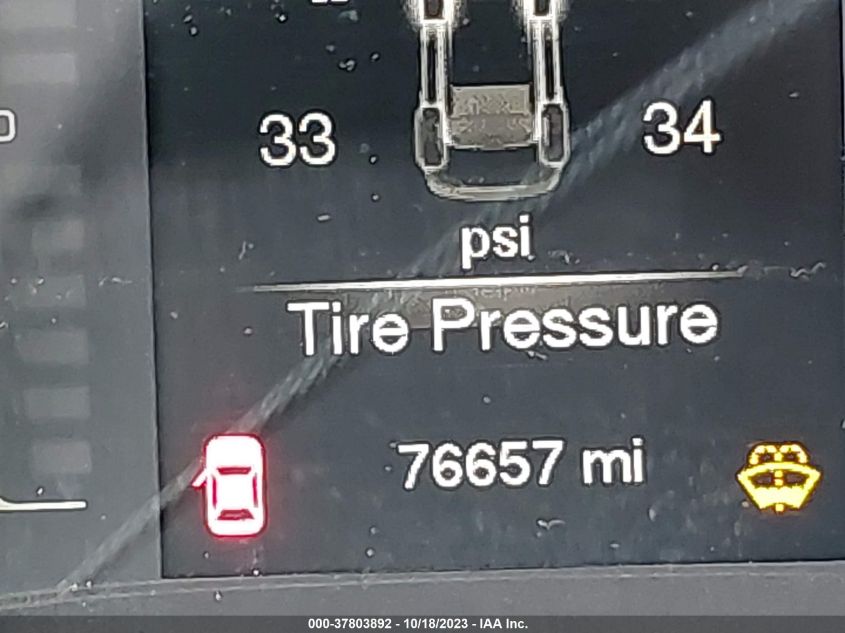 33 34
psi
Tire Pressure
76657 mi
000-37803892 - 10/18/2023 - IAA Inc.